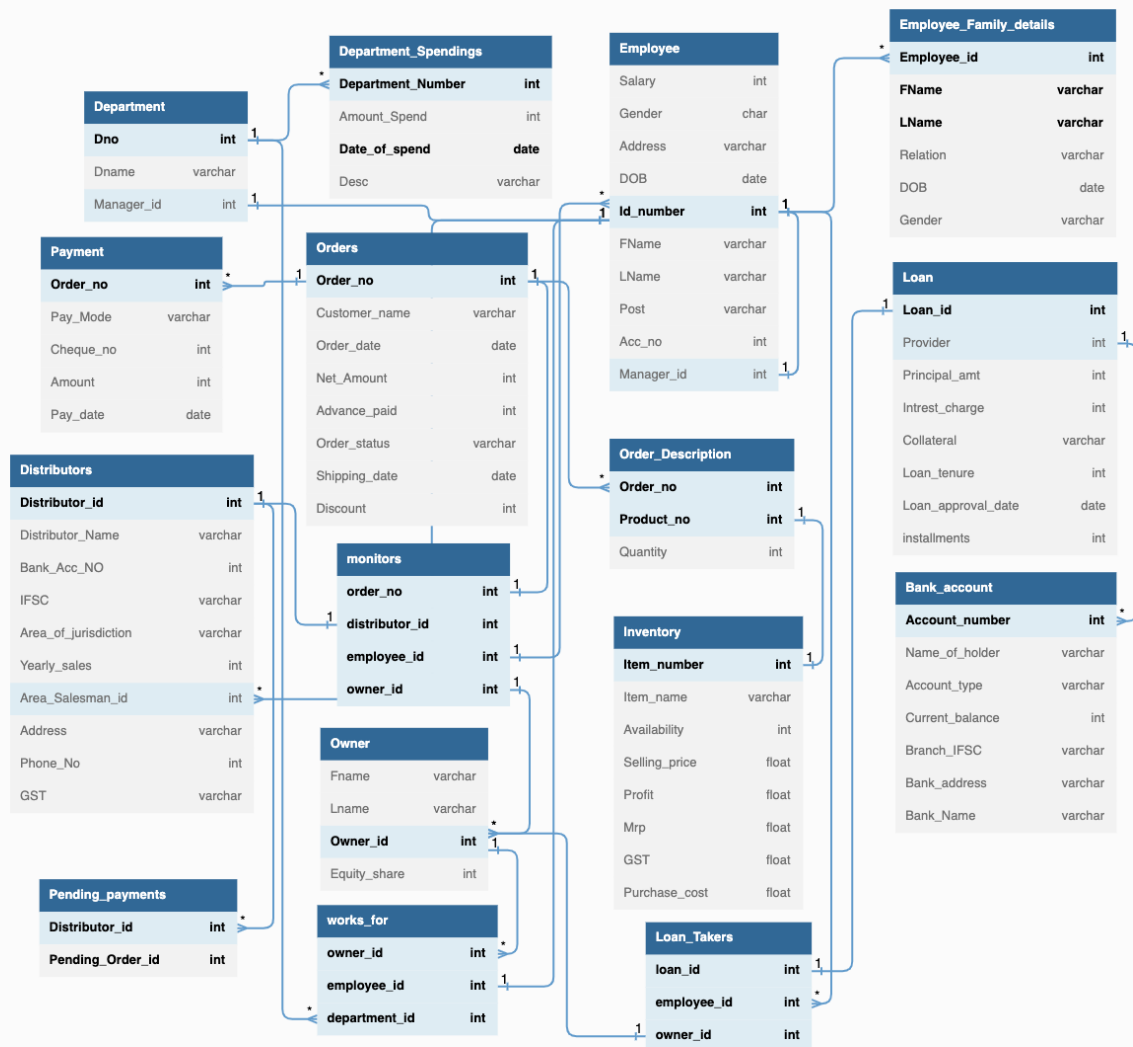 Department_Spendings
Department_Number int
Amount_Spend int
Date_of_spend date
Desc varchar
Department
Dno int
Dname varchar
Manager_id int
Employee
Salary int
Gender char
Address varchar
DOB date
Id_number int
FName varchar
LName varchar
Post varchar
Acc_no int
Manager_id int
Employee_Family_details
Employee_id int
FName varchar
LName varchar
Relation varchar
DOB date
Gender varchar
Payment
Order_no int
Pay_Mode varchar
Cheque_no int
Amount int
Pay_date date
Orders
Order_no int
Customer_name varchar
Order_date date
Net_Amount int
Advance_paid int
Order_status varchar
Shipping_date date
Discount int
Loan
Loan_id int
Provider int
Principal_amt int
Intrest_charge int
Collateral varchar
Loan_tenure int
Loan_approval_date date
installments int
Distributors
Distributor_id int
Distributor_Name varchar
Bank_Acc_NO int
IFSC varchar
Area_of_jurisdiction varchar
Yearly_sales int
Area_Salesman_id int
Address varchar
Phone_No int
GST varchar
monitors
order_no int
distributor_id int
employee_id int
owner_id int
Order_Description
Order_no int
Product_no int
Quantity int
Inventory
Item_number int
Item_name varchar
Availability int
Selling_price float
Profit float
Mrp float
GST float
Purchase_cost float
Bank_account
Account_number int
Name_of_holder varchar
Account_type varchar
Current_balance int
Branch_IFSC varchar
Bank_address varchar
Bank_Name varchar
Owner
Fname varchar
Lname varchar
Owner_id int
Equity_share int
Pending_payments
Distributor_id int
Pending_Order_id int
works_for
owner_id int
employee_id int
department_id int
Loan_Takers
loan_id int
employee_id int
owner_id int